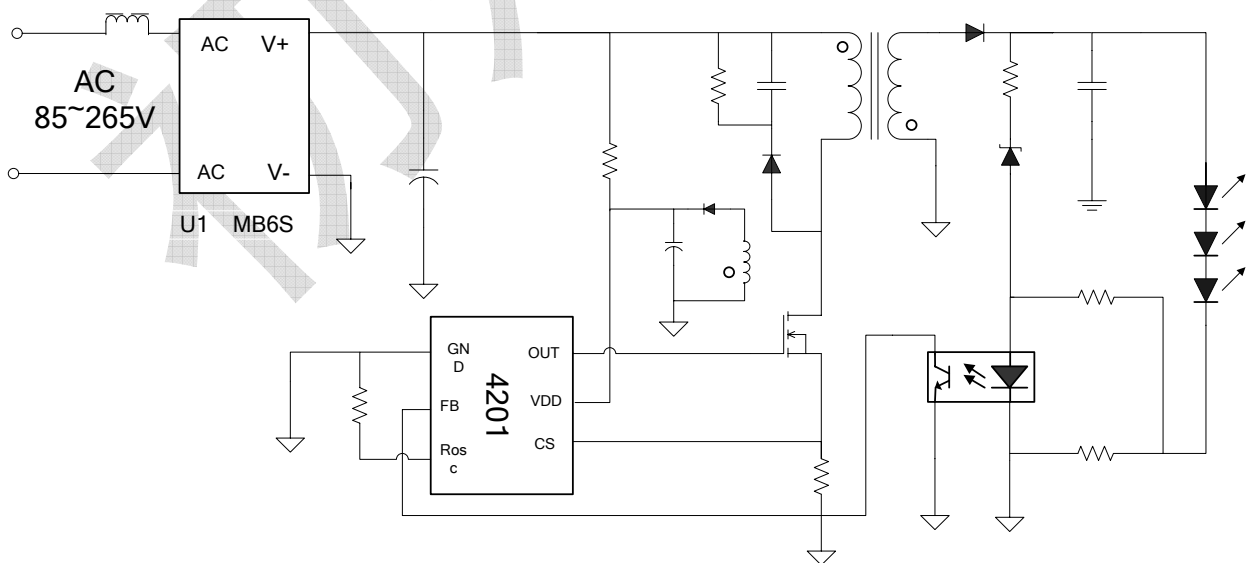 AC V+
AC
85~265V
AC V-
U1 MB6S
GN
D
OUT
4201
FB
VDD
Ros
c
CS